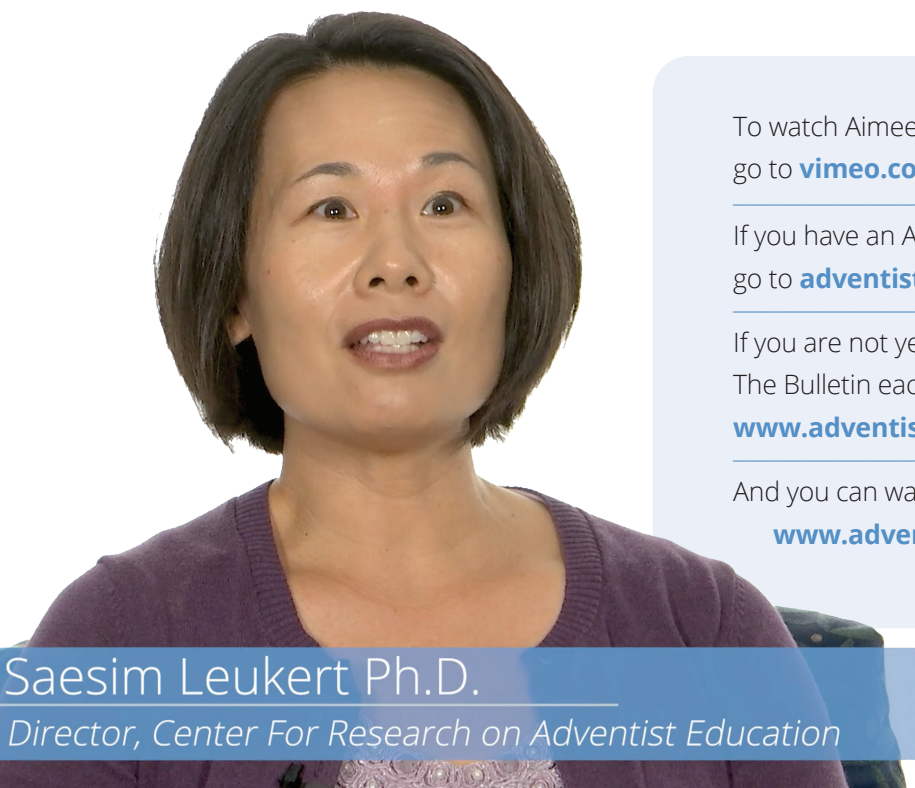 To watch Aimee
go to vimeo.co
If you have an A
go to adventist
If you are not ye
The Bulletin eac
www.adventis
And you can wa
www.adver
Saesim Leukert Ph.D.
Director, Center For Research on Adventist Education